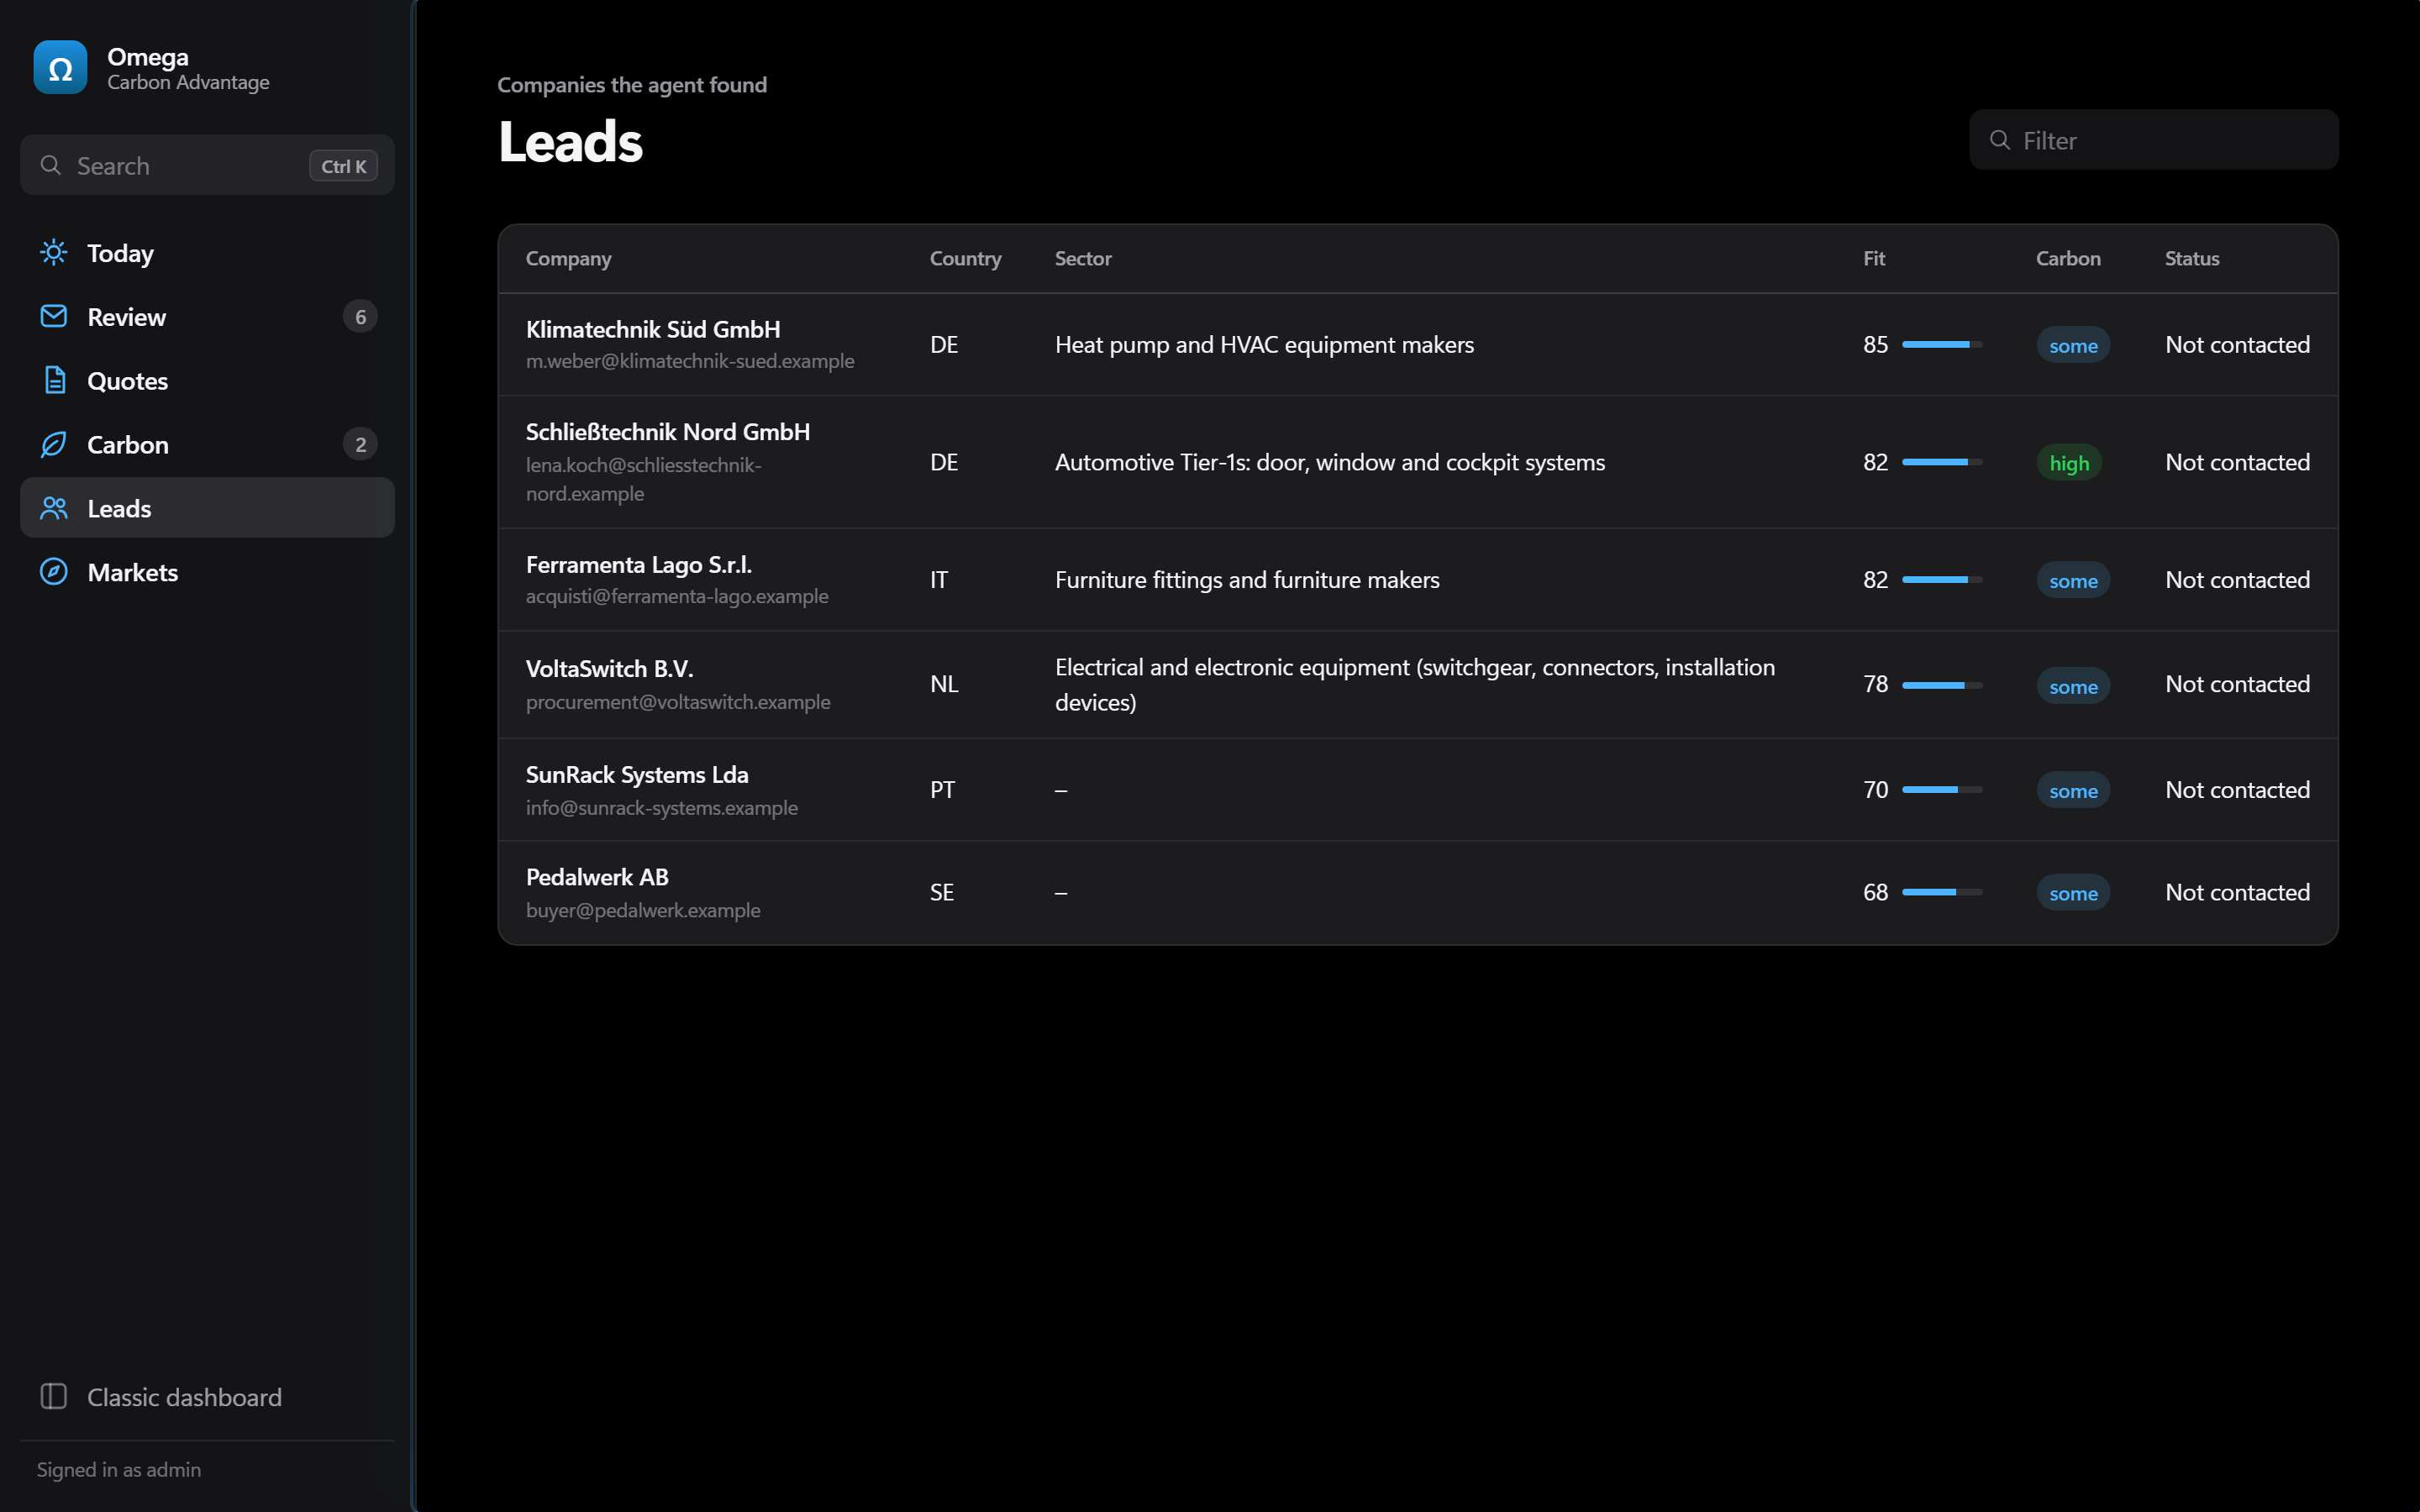 Omega
Carbon Advantage
Search
Ctrl K
Today
Review
6
Quotes
Carbon
2
Leads
Markets
Classic dashboard
Signed in as admin
Companies the agent found
Leads
Filter
Company Country Sector Fit Carbon Status
Klimatechnik Süd GmbH
m.weber@klimatechnik-sued.example
DE
Heat pump and HVAC equipment makers
85
some
Not contacted
Schließtechnik Nord GmbH
lena.koch@schliesstechnik-
nord.example
DE
Automotive Tier-1s: door, window and cockpit systems
82
high
Not contacted
Ferramenta Lago S.r.l.
acquisti@ferramenta-lago.example
IT
Furniture fittings and furniture makers
82
some
Not contacted
VoltaSwitch B.V.
procurement@voltaswitch.example
NL
Electrical and electronic equipment (switchgear, connectors, installation
devices)
78
some
Not contacted
SunRack Systems Lda
info@sunrack-systems.example
PT
–
70
some
Not contacted
Pedalwerk AB
buyer@pedalwerk.example
SE
–
68
some
Not contacted